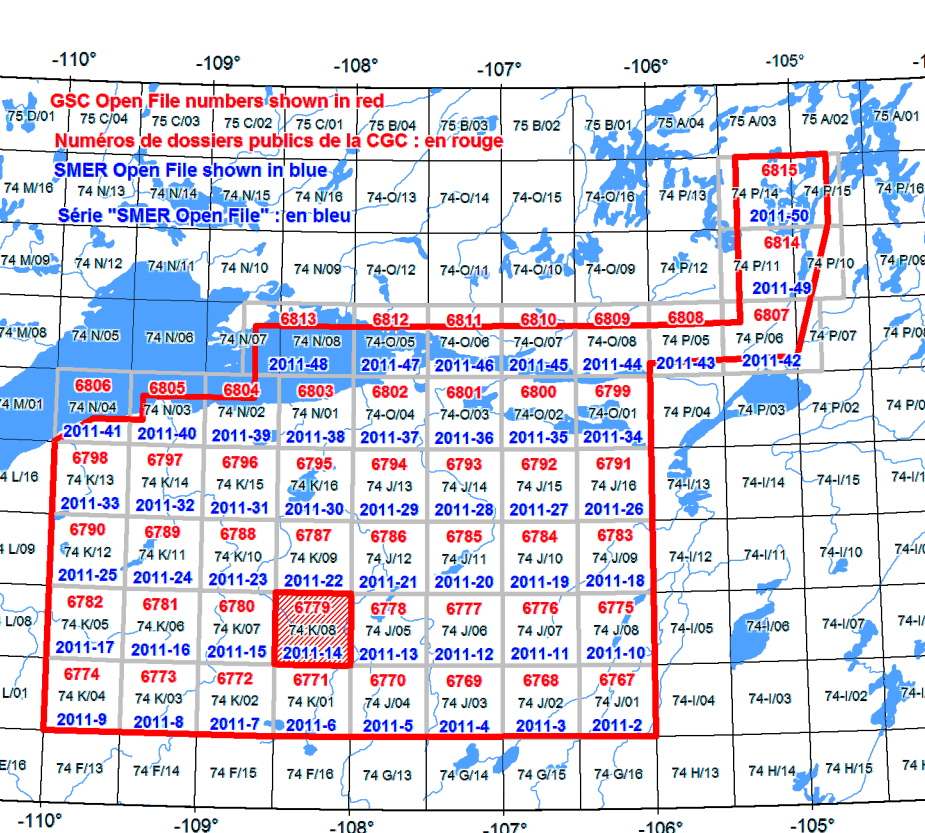 -110° -109° -108° -107° -106° -105°
GSC Open File numbers shown in red
75 D/01 75 C/04 75 C/03 75 C/02 75 C/01 75 B/04 75 B/03 75 B/02 75 B/01 75 A/04 75 A/03 75 A/02 75 A/01
Numéros de dossiers publics de la CGC : en rouge
SMER Open File shown in blue
6815
74 M/16 74 N/13 74 N/14 74 N/15 74 N/16 74-O/13 74-O/14 74-O/15 74-O/16 74 P/13 74 P/14 74 P/15 74 P/16
Série "SMER Open File" : en bleu
2011-50
6814
74 M/09 74 N/12 74 N/11 74 N/10 74 N/09 74-O/12 74-O/11 74-O/10 74-O/09 74 P/12 74 P/11 74 P/10 74 P/09
2011-49
6813 6812 6811 6810 6809 6808 6807
74 M/08 74 N/05 74 N/06 74 N/07 74 N/08 74-O/05 74-O/06 74-O/07 74-O/08 74 P/05 74 P/06 74 P/07
2011-48 2011-47 2011-46 2011-45 2011-44 2011-43 2011-42
6806 6805 6804 6803 6802 6801 6800 6799
74 N/04 74 N/03 74 N/02 74 N/01 74-O/04 74-O/03 74-O/02 74-O/01 74 P/04 74 P/03 74 P/02
2011-41 2011-40 2011-39 2011-38 2011-37 2011-36 2011-35 2011-34
6798 6797 6796 6795 6794 6793 6792 6791
L/16 74 K/13 74 K/14 74 K/15 74 K/16 74 J/13 74 J/14 74 J/15 74 J/16 74-I/13 74-I/14 74-I/15
2011-33 2011-32 2011-31 2011-30 2011-29 2011-28 2011-27 2011-26
6790 6789 6788 6787 6786 6785 6784 6783
L/09 74 K/12 74 K/11 74 K/10 74 K/09 74 J/12 74 J/11 74 J/10 74 J/09 74-I/12 74-I/11 74-I/10
2011-25 2011-24 2011-23 2011-22 2011-21 2011-20 2011-19 2011-18
6782 6781 6780 6779 6778 6777 6776 6775
L/08 74 K/05 74 K/06 74 K/07 74 K/08 74 J/05 74 J/06 74 J/07 74 J/08 74-I/05 74-I/06 74-I/07
2011-17 2011-16 2011-15 2011-14 2011-13 2011-12 2011-11 2011-10
6774 6773 6772 6771 6770 6769 6768 6767
L/01 74 K/04 74 K/03 74 K/02 74 K/01 74 J/04 74 J/03 74 J/02 74 J/01 74-I/04 74-I/03 74-I/02
2011-9 2011-8 2011-7 2011-6 2011-5 2011-4 2011-3 2011-2
E/16 74 F/13 74 F/14 74 F/15 74 F/16 74 G/13 74 G/14 74 G/15 74 G/16 74 H/13 74 H/14 74 H/15
-110° -109° -108° -107° -106° -105°